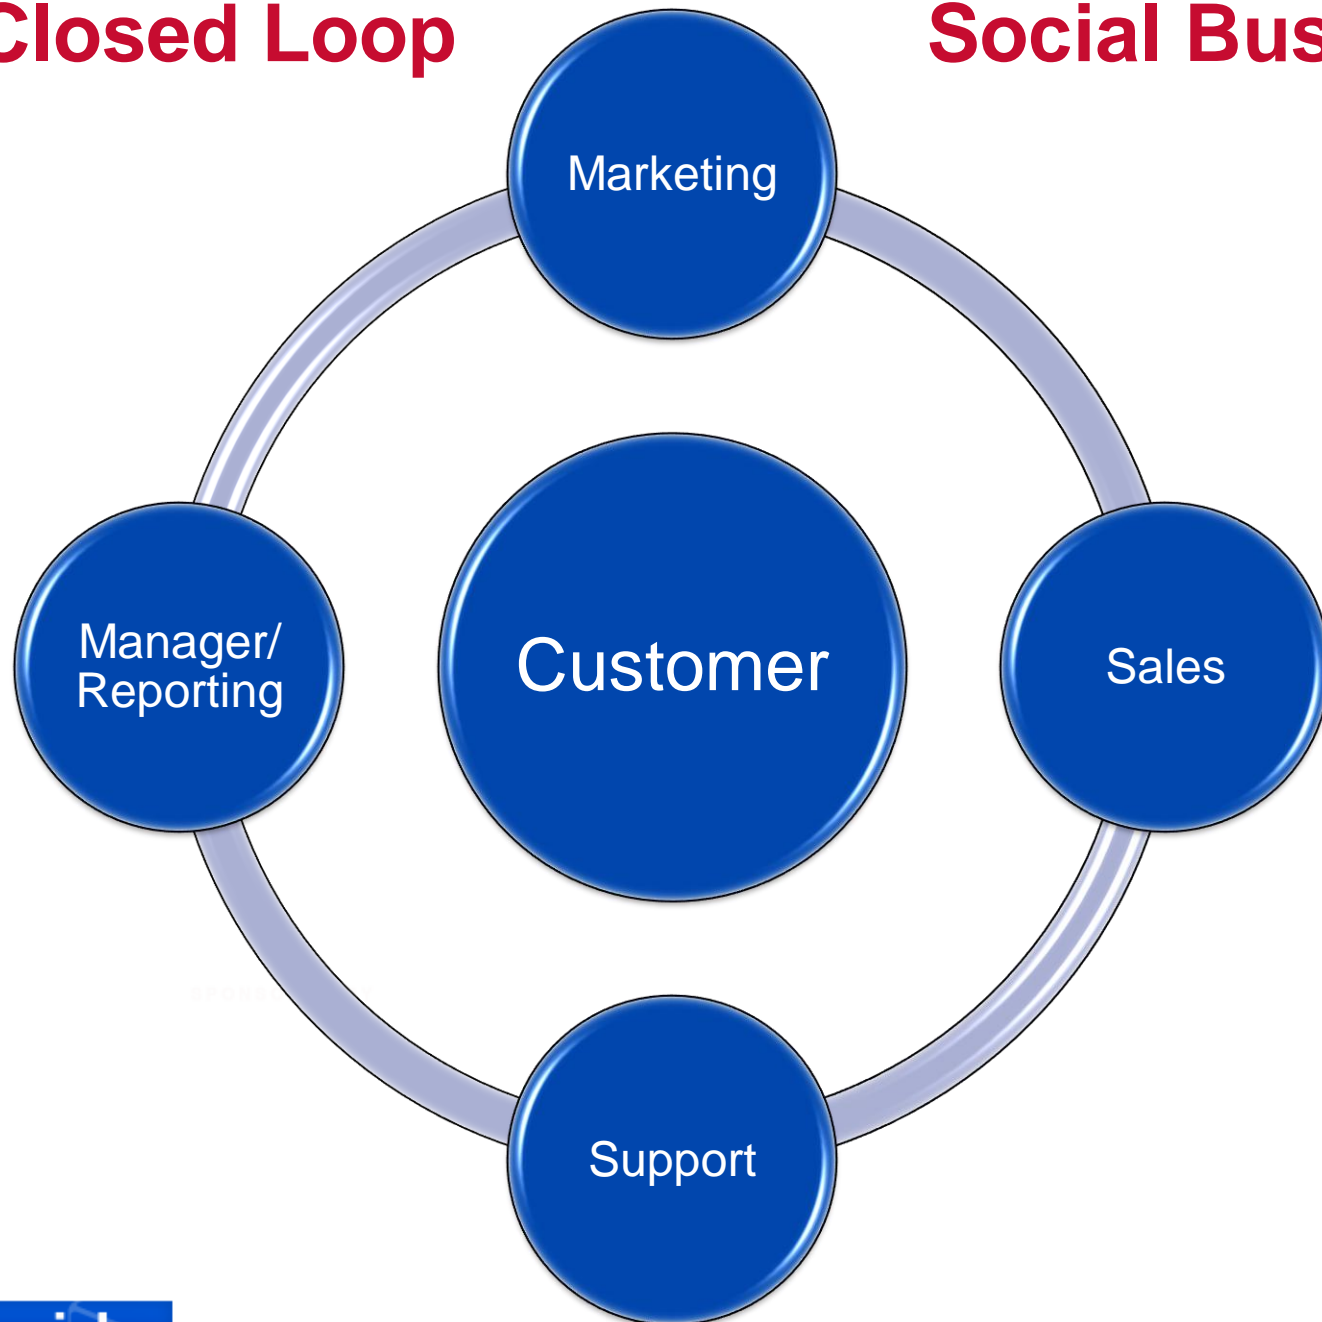 Closed Loop
Social Bus
Marketing
Manager/
Reporting
Customer
Sales
Support